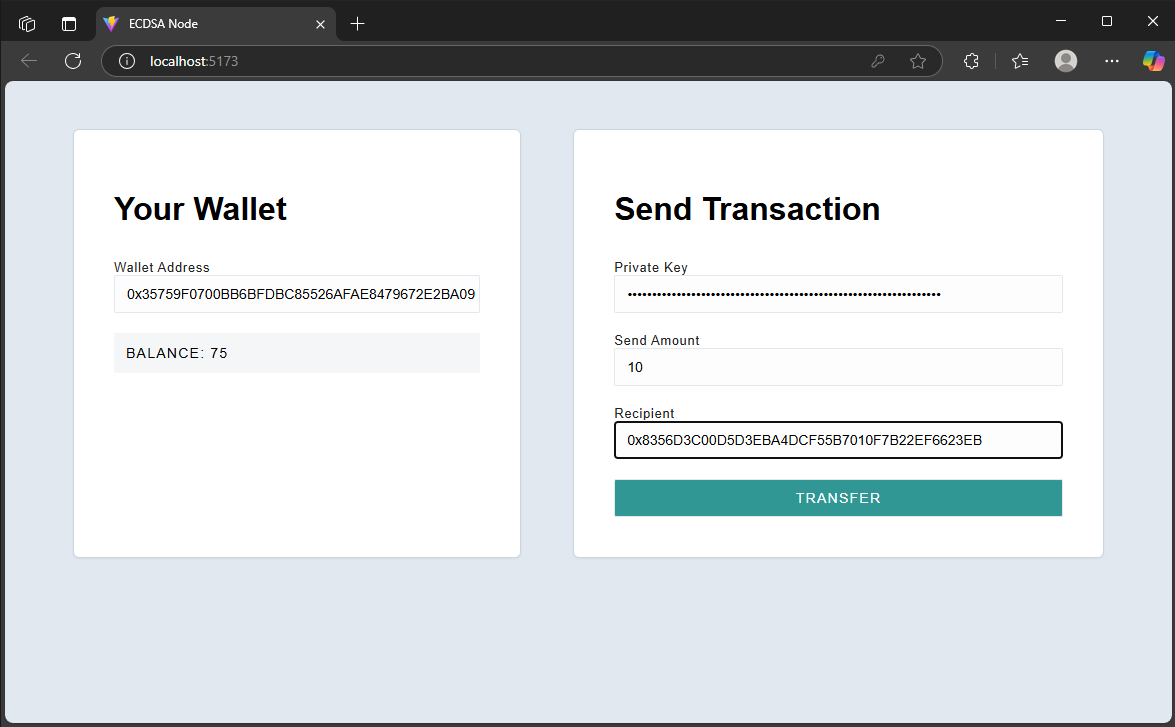 ECDSA Node
localhost:5173
Your Wallet
Wallet Address
0x35759F0700BB6BFDBC85526AFAE8479672E2BA09
BALANCE: 75
Send Transaction
Private Key
Send Amount
10
Recipient
0x8356D3C00D5D3EBA4DCF55B7010F7B22EF6623EB
TRANSFER